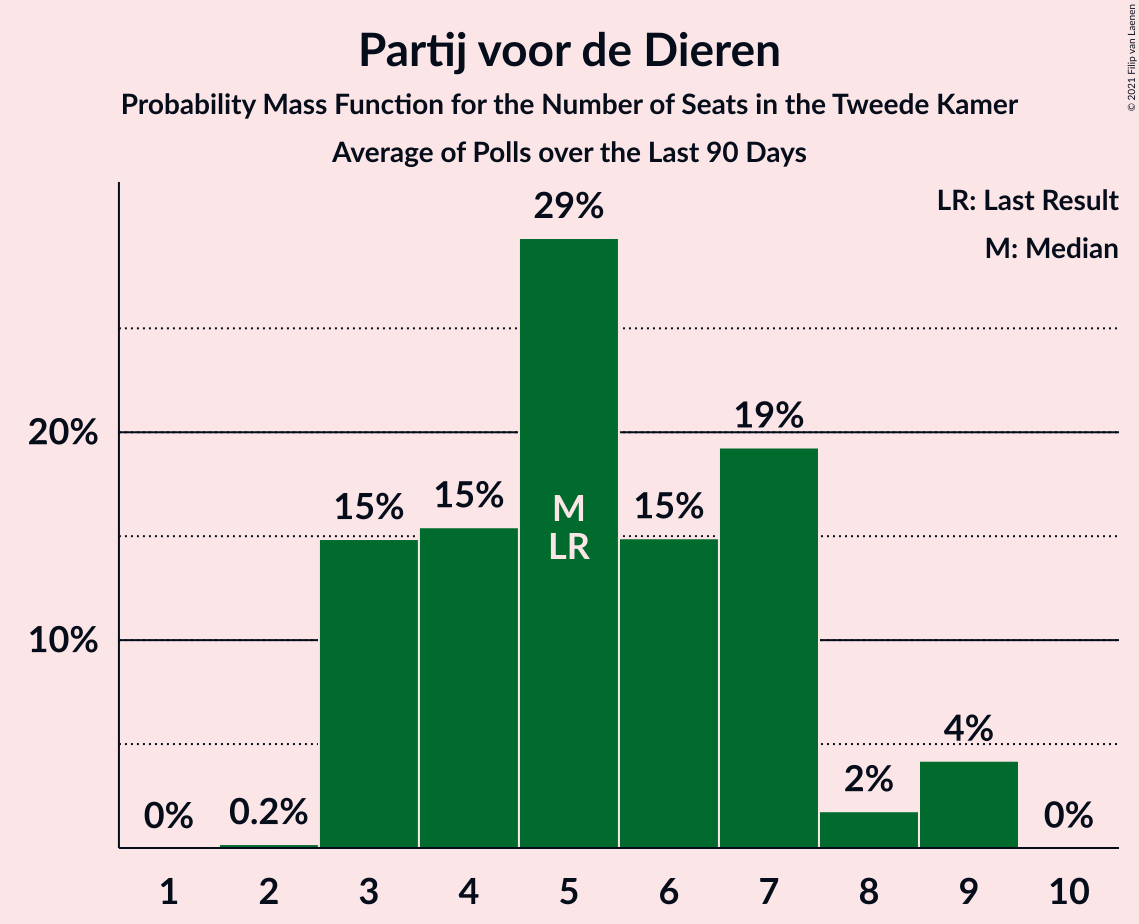 Partij voor de Dieren
Probability Mass Function for the Number of Seats in the Tweede Kamer
Average of Polls over the Last 90 Days
© 2021 Filip van Laenen
LR: Last Result
M: Median
20%
10%
0%
0.2%
15%
15%
29%
15%
19%
2%
4%
0%
M
LR
1 2 3 4 5 6 7 8 9 10